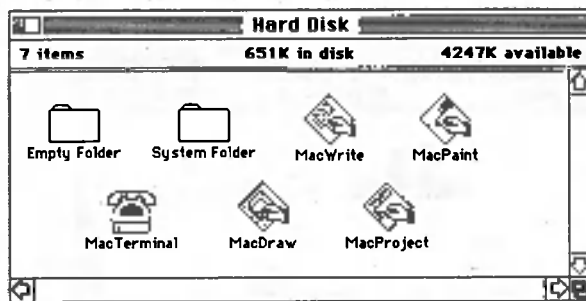 Hard Disk
7 items 651K in disk 4247K available
Empty Folder System Folder MacWrite MacPaint
MacTerminal MacDraw MacProject